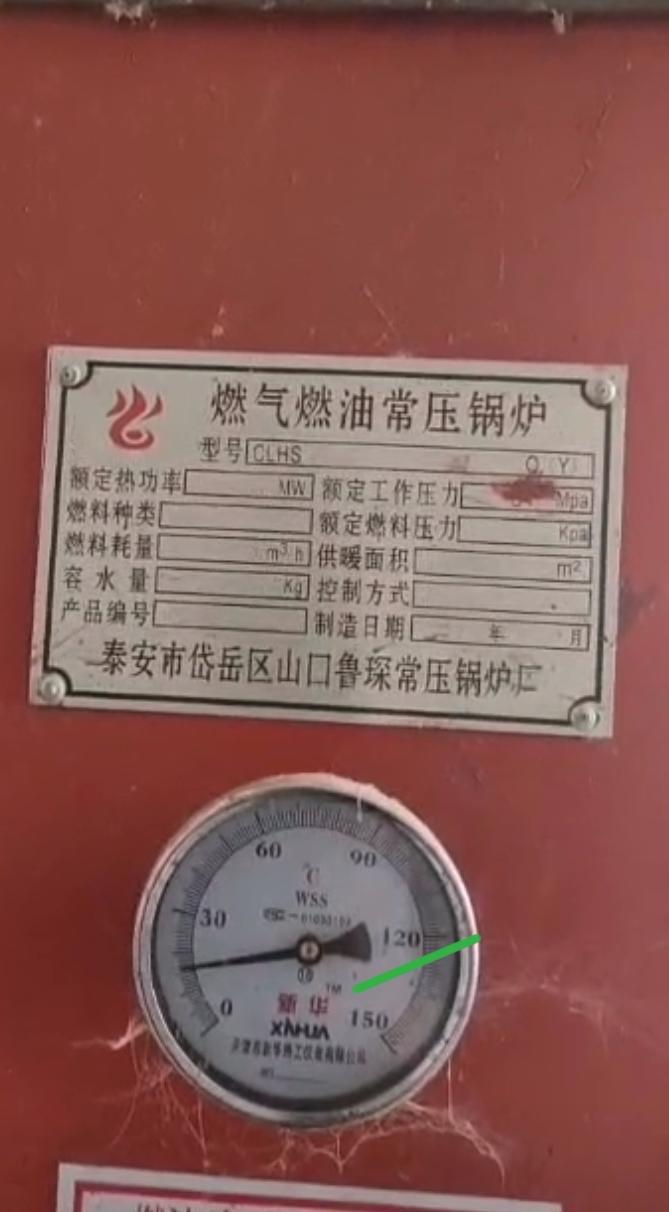 燃气燃油常压锅炉
型号 CLHS Q (Y)
额定热功率 MW 额定工作压力 Mpa
燃料种类 额定燃料压力 Kpa
燃料耗量 m³/h 供暖面积 m²
容水量 Kg 控制方式
产品编号 制造日期 年 月
泰安市岱岳区山口鲁琛常压锅炉厂
60 90
℃
WSS
30 120
TM
0 150
XINHUA